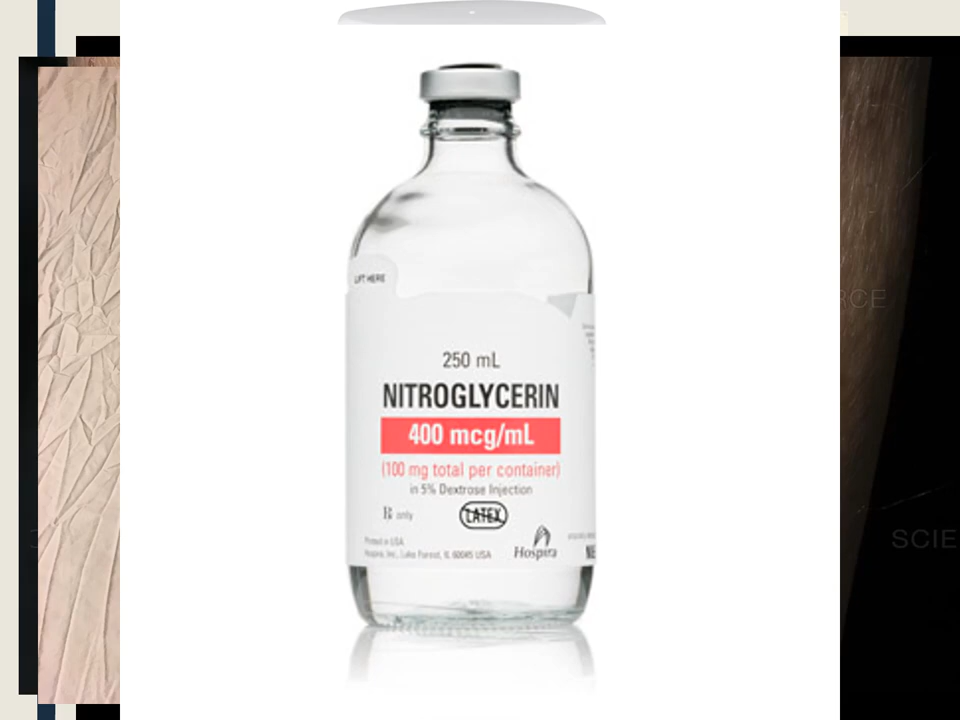 LIFT HERE
250 mL
NITROGLYCERIN
400 mcg/mL
(100 mg total per container)
in 5% Dextrose Injection
℞ only
LATEX
Printed in USA
Hospira, Inc., Lake Forest, IL 60045 USA
Hospira
RCE
SCIE